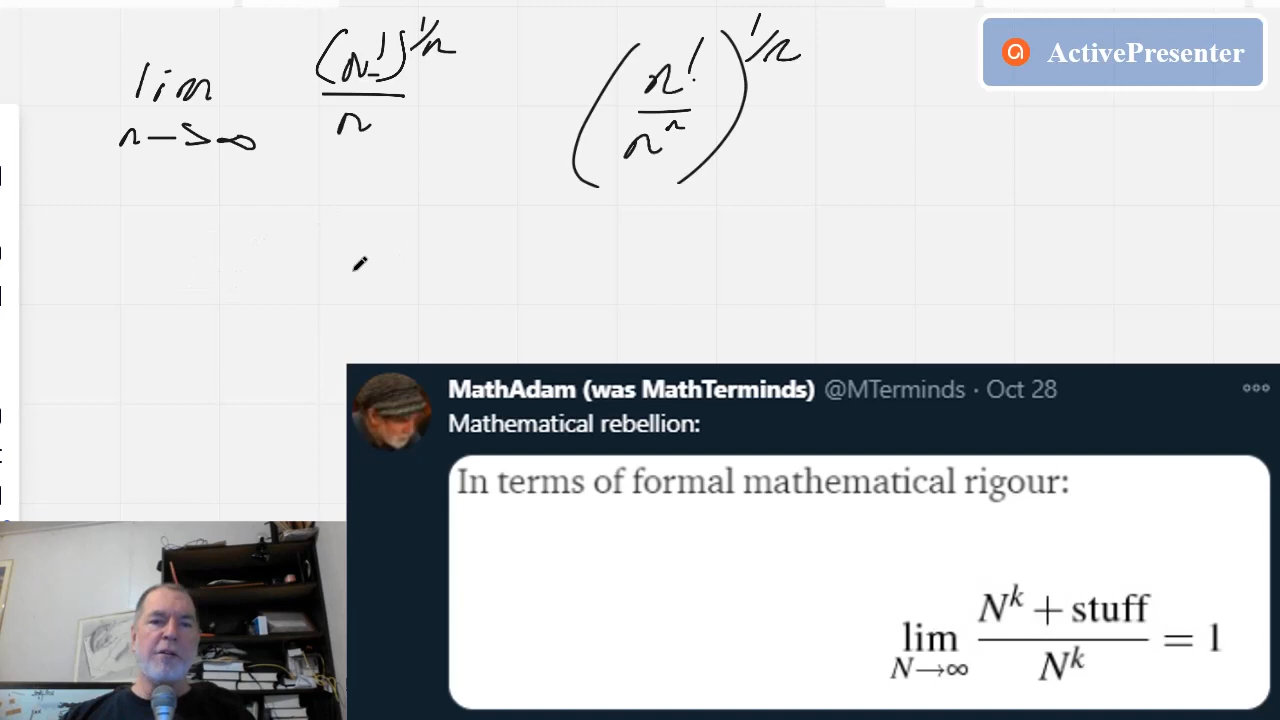 lim n->∞ (n!)^1/n / n
(n! / n^n)^1/n
ActivePresenter
MathAdam (was MathTerminds) @MTerminds · Oct 28
Mathematical rebellion:
In terms of formal mathematical rigour:
lim N→∞ N^k + stuff / N^k = 1